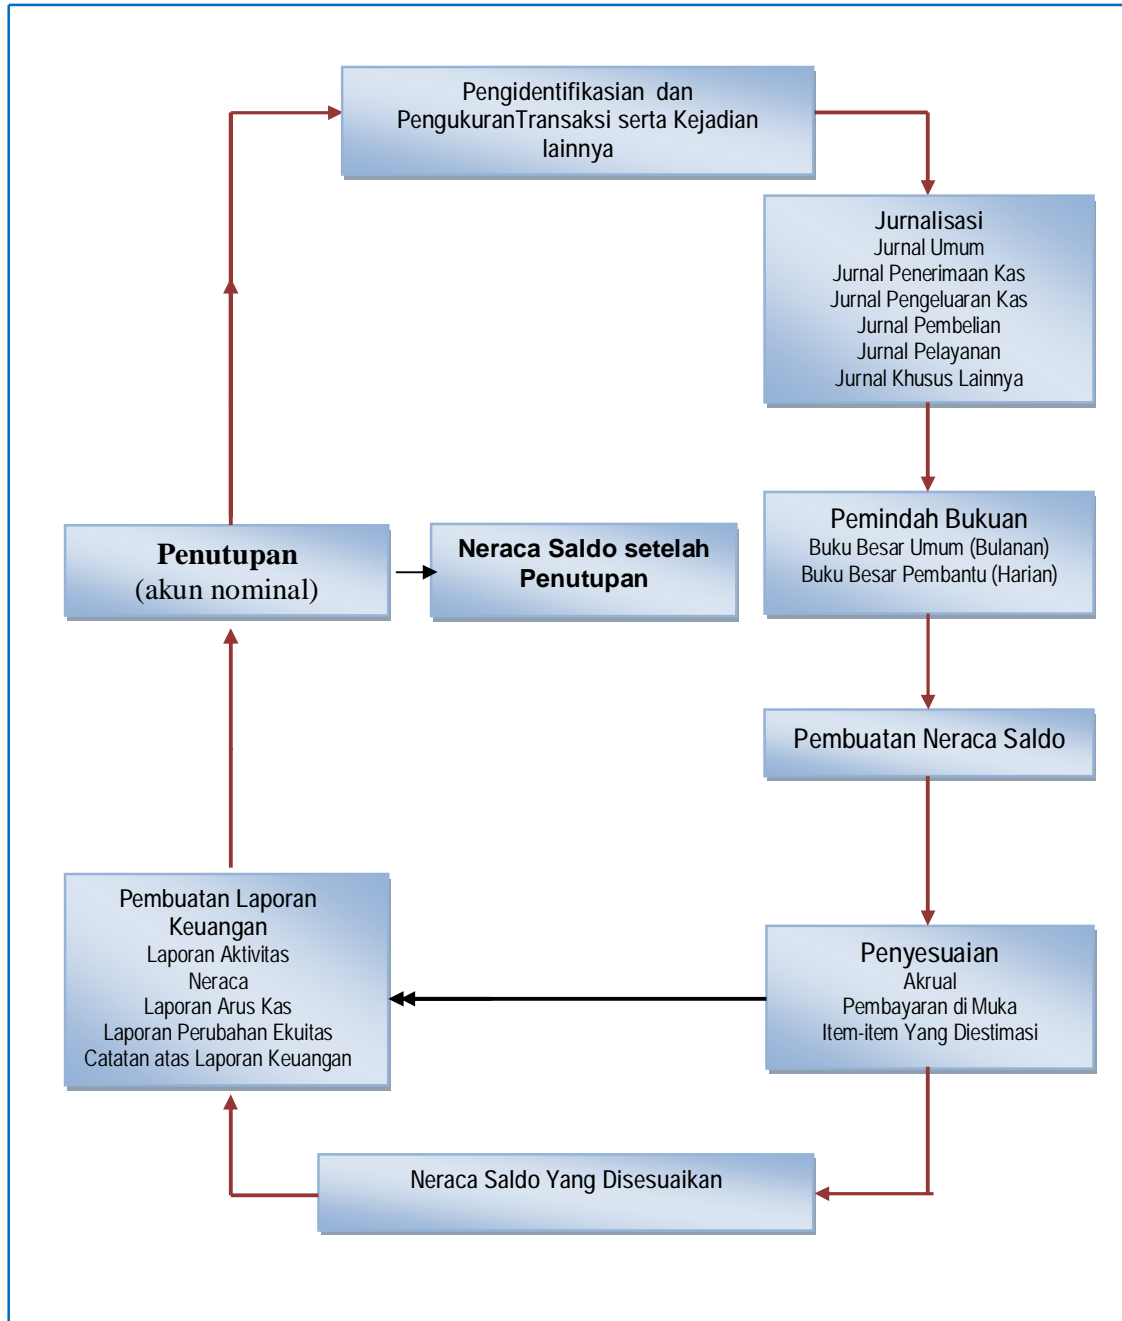 Pengidentifikasian dan
PengukuranTransaksi serta Kejadian
lainnya
Jurnalisasi
Jurnal Umum
Jurnal Penerimaan Kas
Jurnal Pengeluaran Kas
Jurnal Pembelian
Jurnal Pelayanan
Jurnal Khusus Lainnya
Pemindah Bukuan
Buku Besar Umum (Bulanan)
Buku Besar Pembantu (Harian)
Penutupan
(akun nominal)
Neraca Saldo setelah
Penutupan
Pembuatan Neraca Saldo
Pembuatan Laporan
Keuangan
Laporan Aktivitas
Neraca
Laporan Arus Kas
Laporan Perubahan Ekuitas
Catatan atas Laporan Keuangan
Penyesuaian
Akrual
Pembayaran di Muka
Item-item Yang Diestimasi
Neraca Saldo Yang Disesuaikan